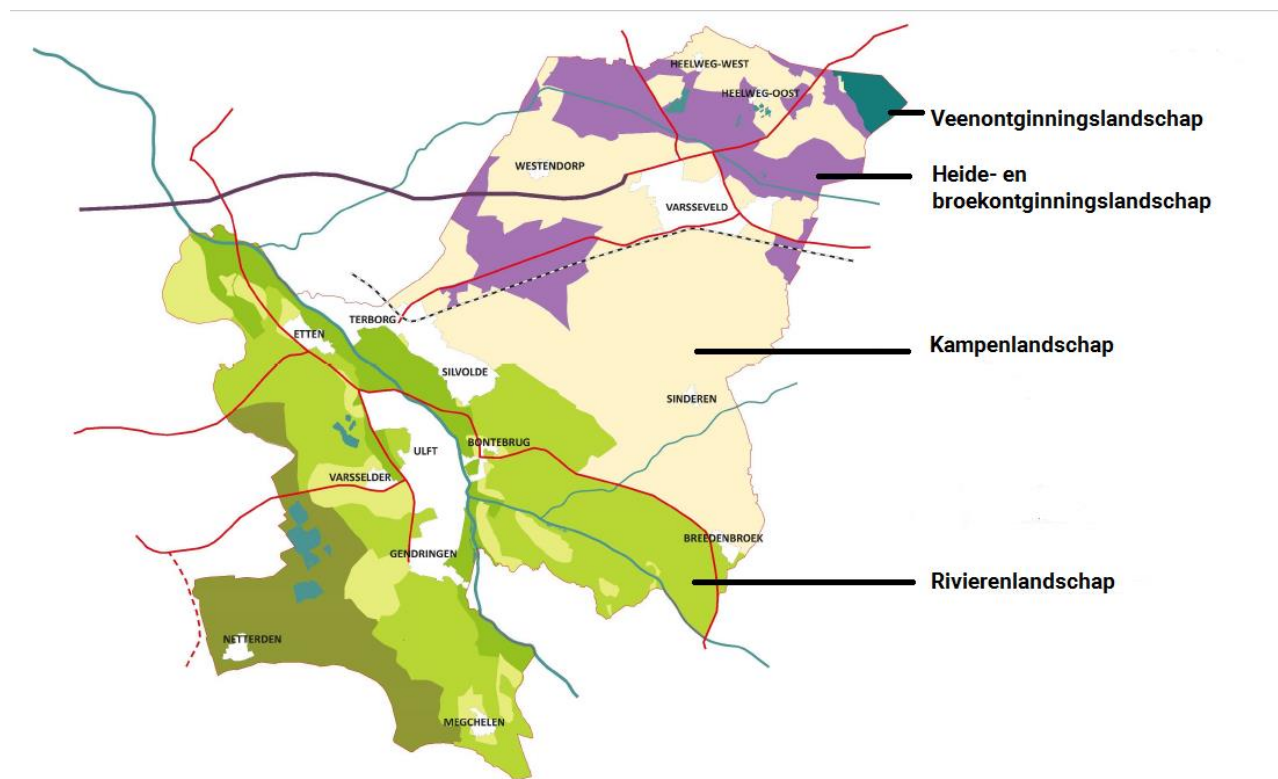 HEELWEG-WEST
HEELWEG-OOST
Veenontginningslandschap
WESTENDORP
Heide- en
broekontginningslandschap
VARSSEVELD
TERBORG
ETTEN
Kampenlandschap
SILVOLDE
SINDEREN
BONTEBRUG
ULFT
VARSSELDER
BREEDENBROEK
GENDRINGEN
Rivierenlandschap
NETTERDEN
MEGCHELEN